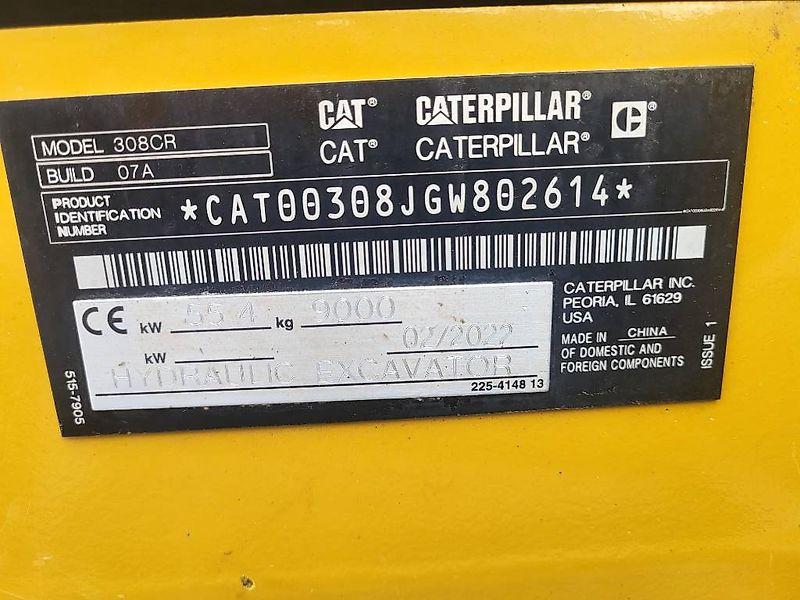 CAT® CATERPILLAR® C®
CAT® CATERPILLAR®
MODEL 308CR
BUILD 07A
PRODUCT
IDENTIFICATION
NUMBER
*CAT00308JGW802614*
CE kW 55.4 kg 9000
kW 02/2022
HYDRAULIC EXCAVATOR
225-4148 13
CATERPILLAR INC.
PEORIA, IL 61629
USA
MADE IN CHINA
OF DOMESTIC AND
FOREIGN COMPONENTS
ISSUE 1
515-7905